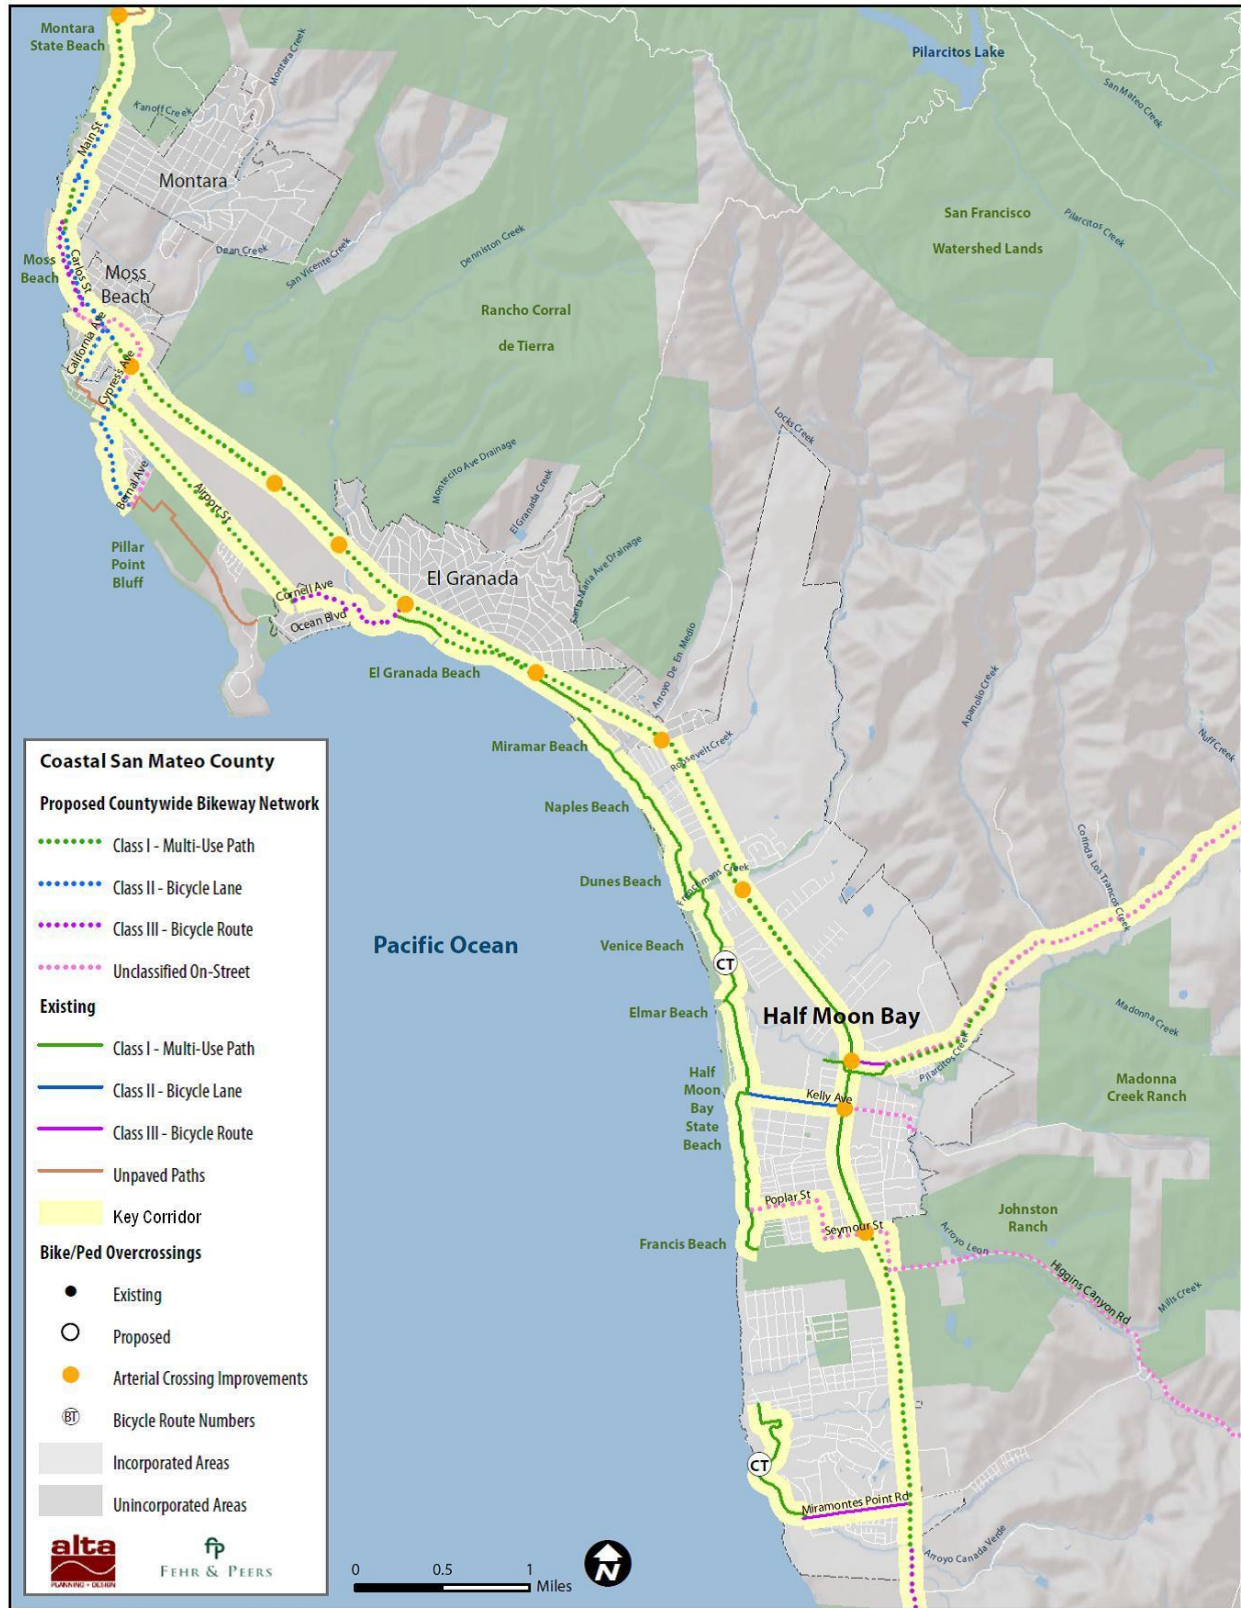 Montara
State Beach
Montara Creek
Kanoff Creek
Main St
Montara
Pilarcitos Lake
San Mateo Creek
San Francisco
Watershed Lands
Pilarcitos Creek
Dean Creek
San Vicente Creek
Denniston Creek
Moss
Beach
Carlos St
Moss
Beach
California Ave
Cypress Ave
Rancho Corral
de Tierra
Locks Creek
Montecito Ave Drainage
El Granada Creek
Bernal Ave
Airport St
Pillar
Point
Bluff
El Granada
Santa Maria Ave Drainage
Cornell Ave
Ocean Blvd
El Granada Beach
Arroyo De En Medio
Apanolio Creek
Nuff Creek
Miramar Beach
Roosevelt Creek
Naples Beach
Corinda Los Trancos Creek
Dunes Beach
Frenchmans Creek
Pacific Ocean
Venice Beach
CT
Elmar Beach
Half Moon Bay
Madonna Creek
Pilarcitos Creek
Half
Moon
Bay
State
Beach
Kelly Ave
Madonna
Creek Ranch
Poplar St
Seymour St
Johnston
Ranch
Arroyo Leon
Francis Beach
Higgins Canyon Rd
Mills Creek
CT
Miramontes Point Rd
Arroyo Canada Verde
Coastal San Mateo County
Proposed Countywide Bikeway Network
Class I - Multi-Use Path
Class II - Bicycle Lane
Class III - Bicycle Route
Unclassified On-Street
Existing
Class I - Multi-Use Path
Class II - Bicycle Lane
Class III - Bicycle Route
Unpaved Paths
Key Corridor
Bike/Ped Overcrossings
Existing
Proposed
Arterial Crossing Improvements
BT Bicycle Route Numbers
Incorporated Areas
Unincorporated Areas
alta
PLANNING + DESIGN
fp
FEHR & PEERS
0 0.5 1
Miles
N